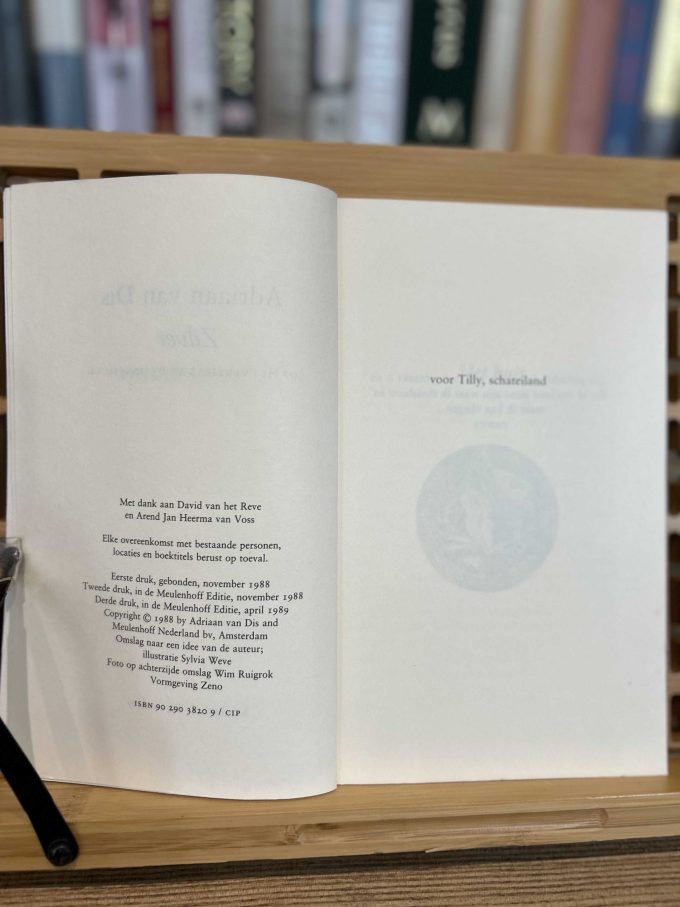 Met dank aan David van het Reve
en Arend Jan Heerma van Voss
Elke overeenkomst met bestaande personen,
locaties en boektitels berust op toeval.
Eerste druk, gebonden, november 1988
Tweede druk, in de Meulenhoff Editie, november 1988
Derde druk, in de Meulenhoff Editie, april 1989
Copyright © 1988 by Adriaan van Dis en
Meulenhoff Nederland bv, Amsterdam
Omslag naar een idee van de auteur;
illustratie Sylvia Weve
Foto op achterzijde omslag Wim Ruigrok
Vormgeving Zeno
ISBN 90 290 3820 9 / CIP
voor Tilly, schateiland